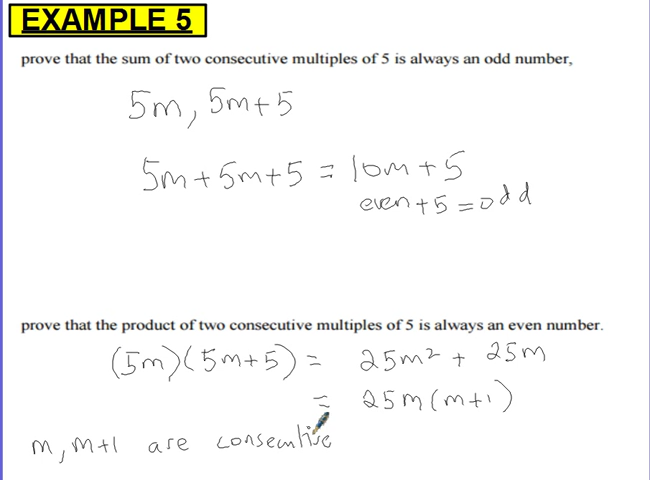 EXAMPLE 5
prove that the sum of two consecutive multiples of 5 is always an odd number,
5m, 5m+5
5m+5m+5 = 10m+5
even+5=odd
prove that the product of two consecutive multiples of 5 is always an even number.
(5m)(5m+5) = 25m² + 25m
= 25m(m+1)
m, m+1 are consecutive